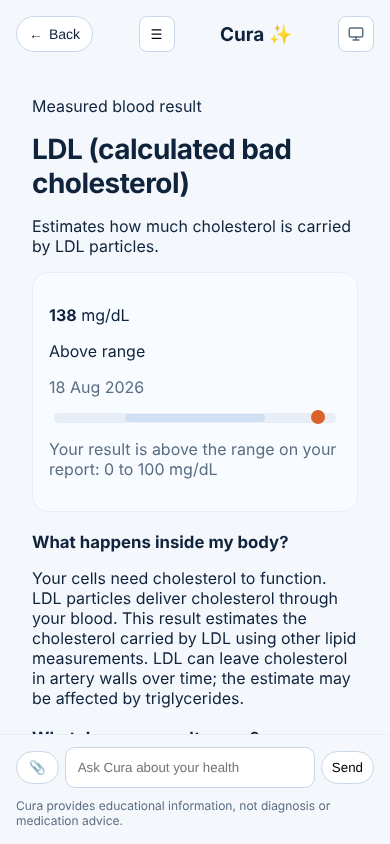 ← Back
☰
Cura ✨
Measured blood result
LDL (calculated bad
cholesterol)
Estimates how much cholesterol is carried
by LDL particles.
138 mg/dL
Above range
18 Aug 2026
Your result is above the range on your
report: 0 to 100 mg/dL
What happens inside my body?
Your cells need cholesterol to function.
LDL particles deliver cholesterol through
your blood. This result estimates the
cholesterol carried by LDL using other lipid
measurements. LDL can leave cholesterol
in artery walls over time; the estimate may
be affected by triglycerides.
📎
Ask Cura about your health
Send
Cura provides educational information, not diagnosis or
medication advice.